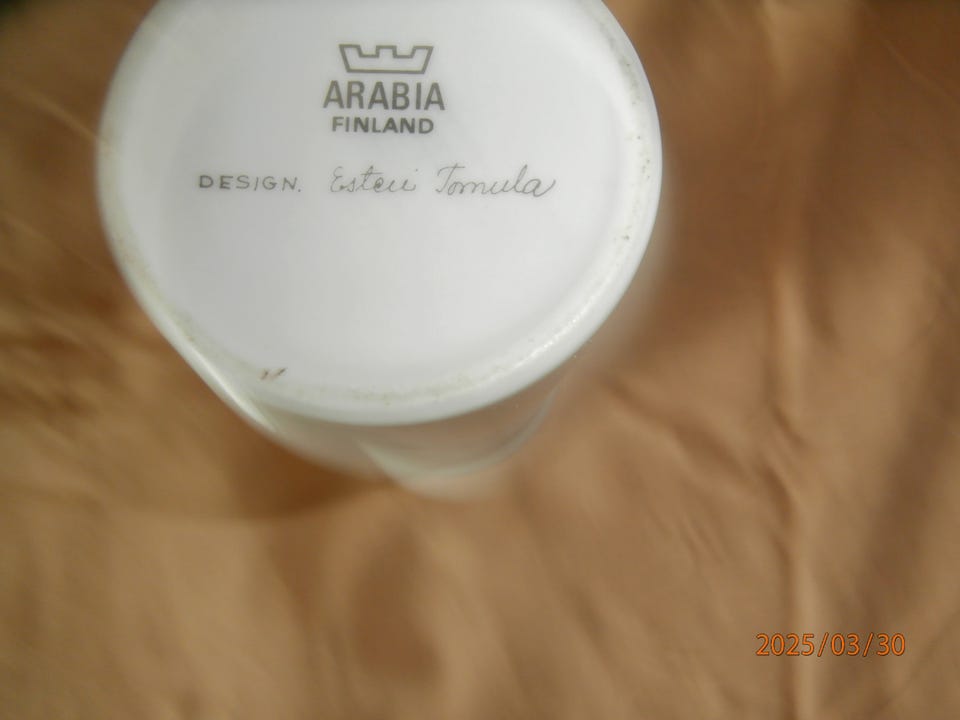 ARABIA
FINLAND
DESIGN. Esteri Tomula
2025/03/30